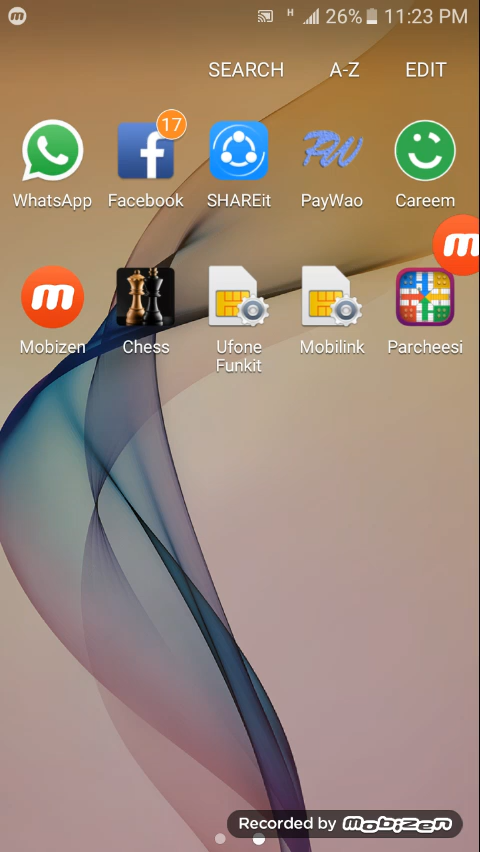 m H 26% 11:23 PM
SEARCH A-Z EDIT
17
f PW
WhatsApp Facebook SHAREit PayWao Careem
m
m
Mobizen Chess Ufone Funkit Mobilink Parcheesi
Recorded by mobizen